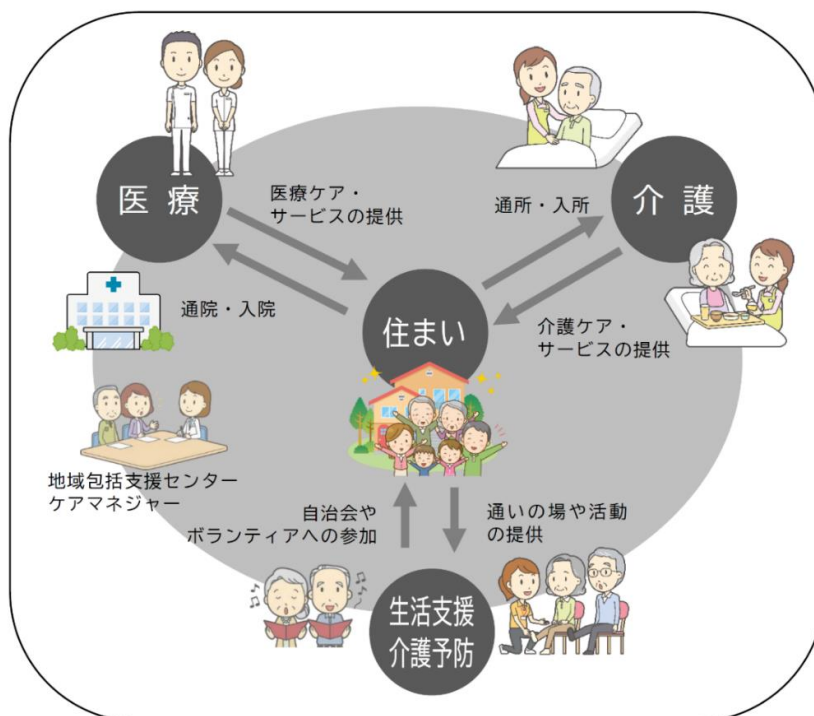 医療
介護
医療ケア・
サービスの提供
通所・入所
通院・入院
住まい
介護ケア・
サービスの提供
地域包括支援センター
ケアマネジャー
自治会や
ボランティアへの参加
通いの場や活動
の提供
生活支援
介護予防